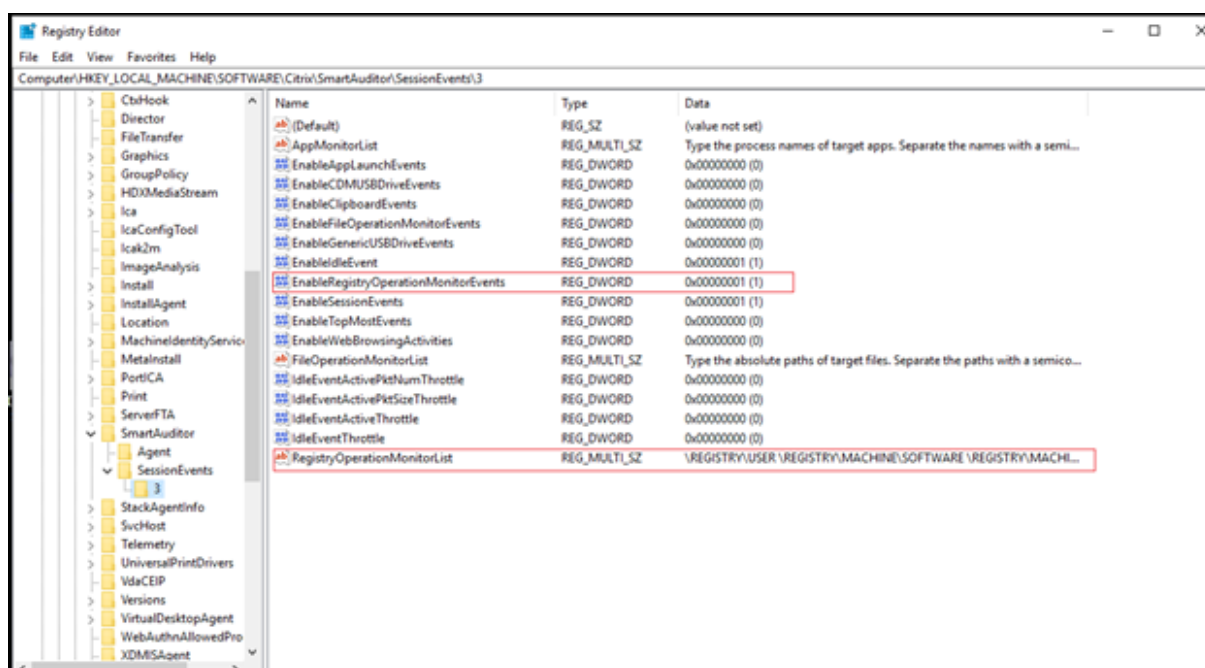 Registry Editor
File Edit View Favorites Help
Computer\HKEY_LOCAL_MACHINE\SOFTWARE\Citrix\SmartAuditor\SessionEvents\3
CtxHook
Director
FileTransfer
Graphics
GroupPolicy
HDXMediaStream
Ica
IcaConfigTool
Icak2m
ImageAnalysis
Install
InstallAgent
Location
MachineIdentityServic
MetaInstall
PortICA
Print
ServerFTA
SmartAuditor
Agent
SessionEvents
3
StackAgentInfo
SvcHost
Telemetry
UniversalPrintDrivers
VdaCEIP
Versions
VirtualDesktopAgent
WebAuthnAllowedPro
XDMISAgent
Name Type Data
(Default) REG_SZ (value not set)
AppMonitorList REG_MULTI_SZ Type the process names of target apps. Separate the names with a semi...
EnableAppLaunchEvents REG_DWORD 0x00000000 (0)
EnableCDMUSBDriveEvents REG_DWORD 0x00000000 (0)
EnableClipboardEvents REG_DWORD 0x00000000 (0)
EnableFileOperationMonitorEvents REG_DWORD 0x00000000 (0)
EnableGenericUSBDriveEvents REG_DWORD 0x00000000 (0)
EnableIdleEvent REG_DWORD 0x00000001 (1)
EnableRegistryOperationMonitorEvents REG_DWORD 0x00000001 (1)
EnableSessionEvents REG_DWORD 0x00000001 (1)
EnableTopMostEvents REG_DWORD 0x00000000 (0)
EnableWebBrowsingActivities REG_DWORD 0x00000000 (0)
FileOperationMonitorList REG_MULTI_SZ Type the absolute paths of target files. Separate the paths with a semico...
IdleEventActivePktNumThrottle REG_DWORD 0x00000000 (0)
IdleEventActivePktSizeThrottle REG_DWORD 0x00000000 (0)
IdleEventActiveThrottle REG_DWORD 0x00000000 (0)
IdleEventThrottle REG_DWORD 0x00000000 (0)
RegistryOperationMonitorList REG_MULTI_SZ \REGISTRY\USER \REGISTRY\MACHINE\SOFTWARE \REGISTRY\MACHI...